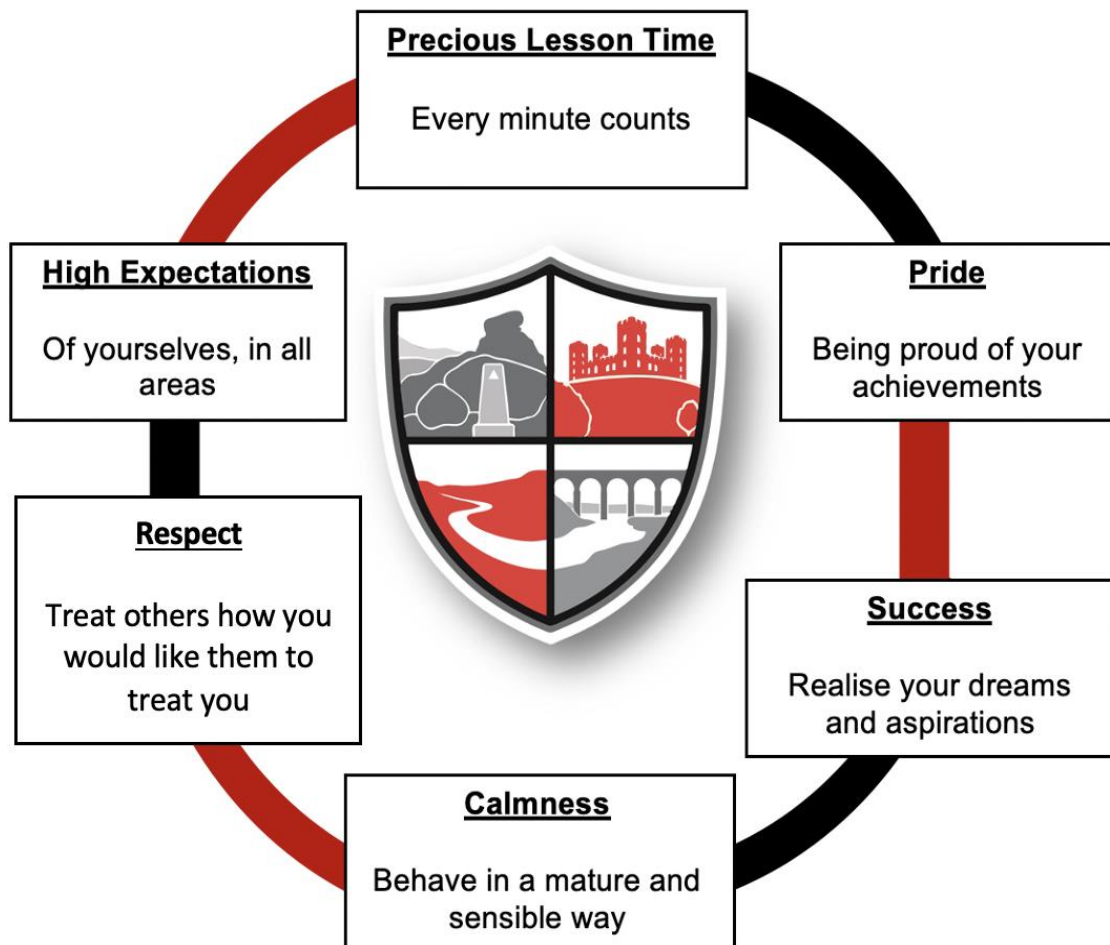 Precious Lesson Time
Every minute counts
Pride
Being proud of your
achievements
Success
Realise your dreams
and aspirations
Calmness
Behave in a mature and
sensible way
Respect
Treat others how you
would like them to
treat you
High Expectations
Of yourselves, in all
areas